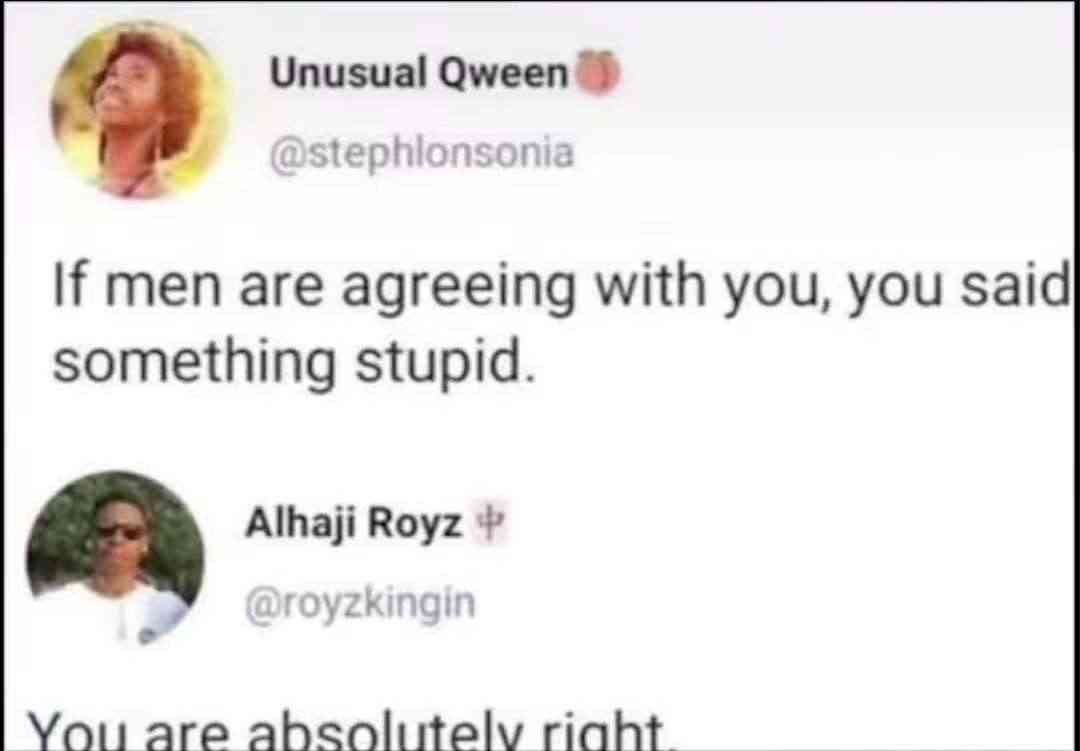 Unusual Qween🍑
@stephlonsonia
If men are agreeing with you, you said
something stupid.
Alhaji Royz
@royzkingin
You are absolutely right.